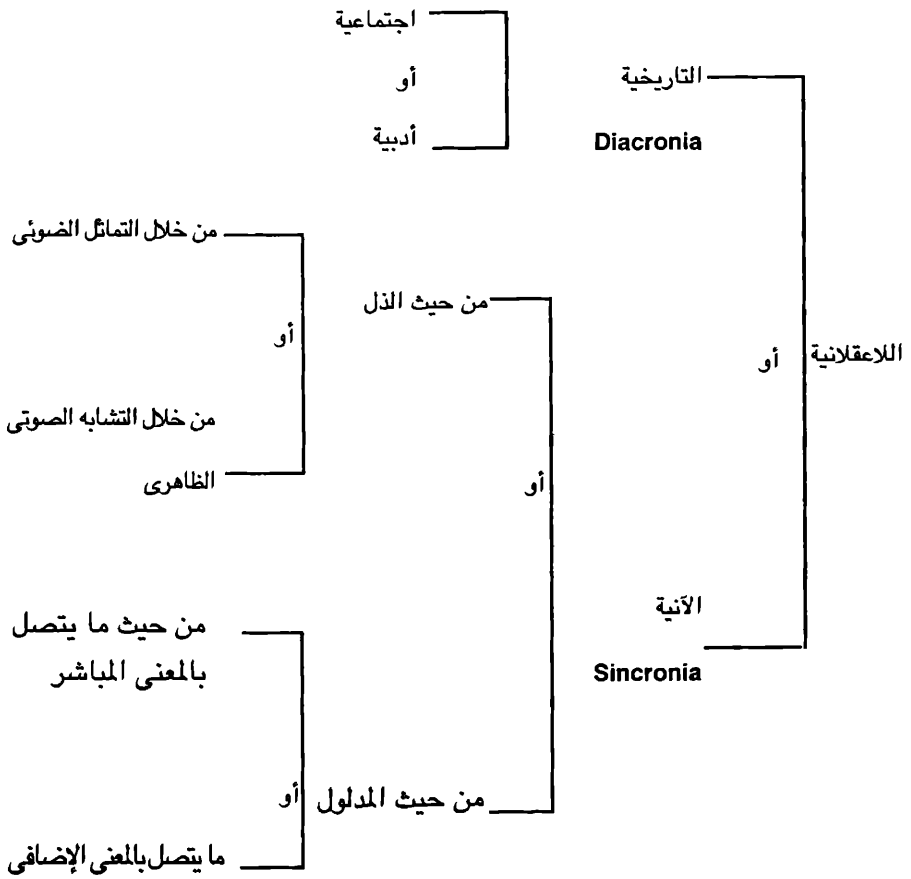 اجتماعية
أو
أدبية
التاريخية
Diacronia
من خلال التماثل الضوئى
أو
من خلال التشابه الصوتى
الظاهرى
من حيث الذل
أو
اللاعقلانية
أو
الآنية
Sincronia
من حيث ما يتصل
بالمعنى المباشر
أو
ما يتصل بالمعنى الإضافى
من حيث المدلول